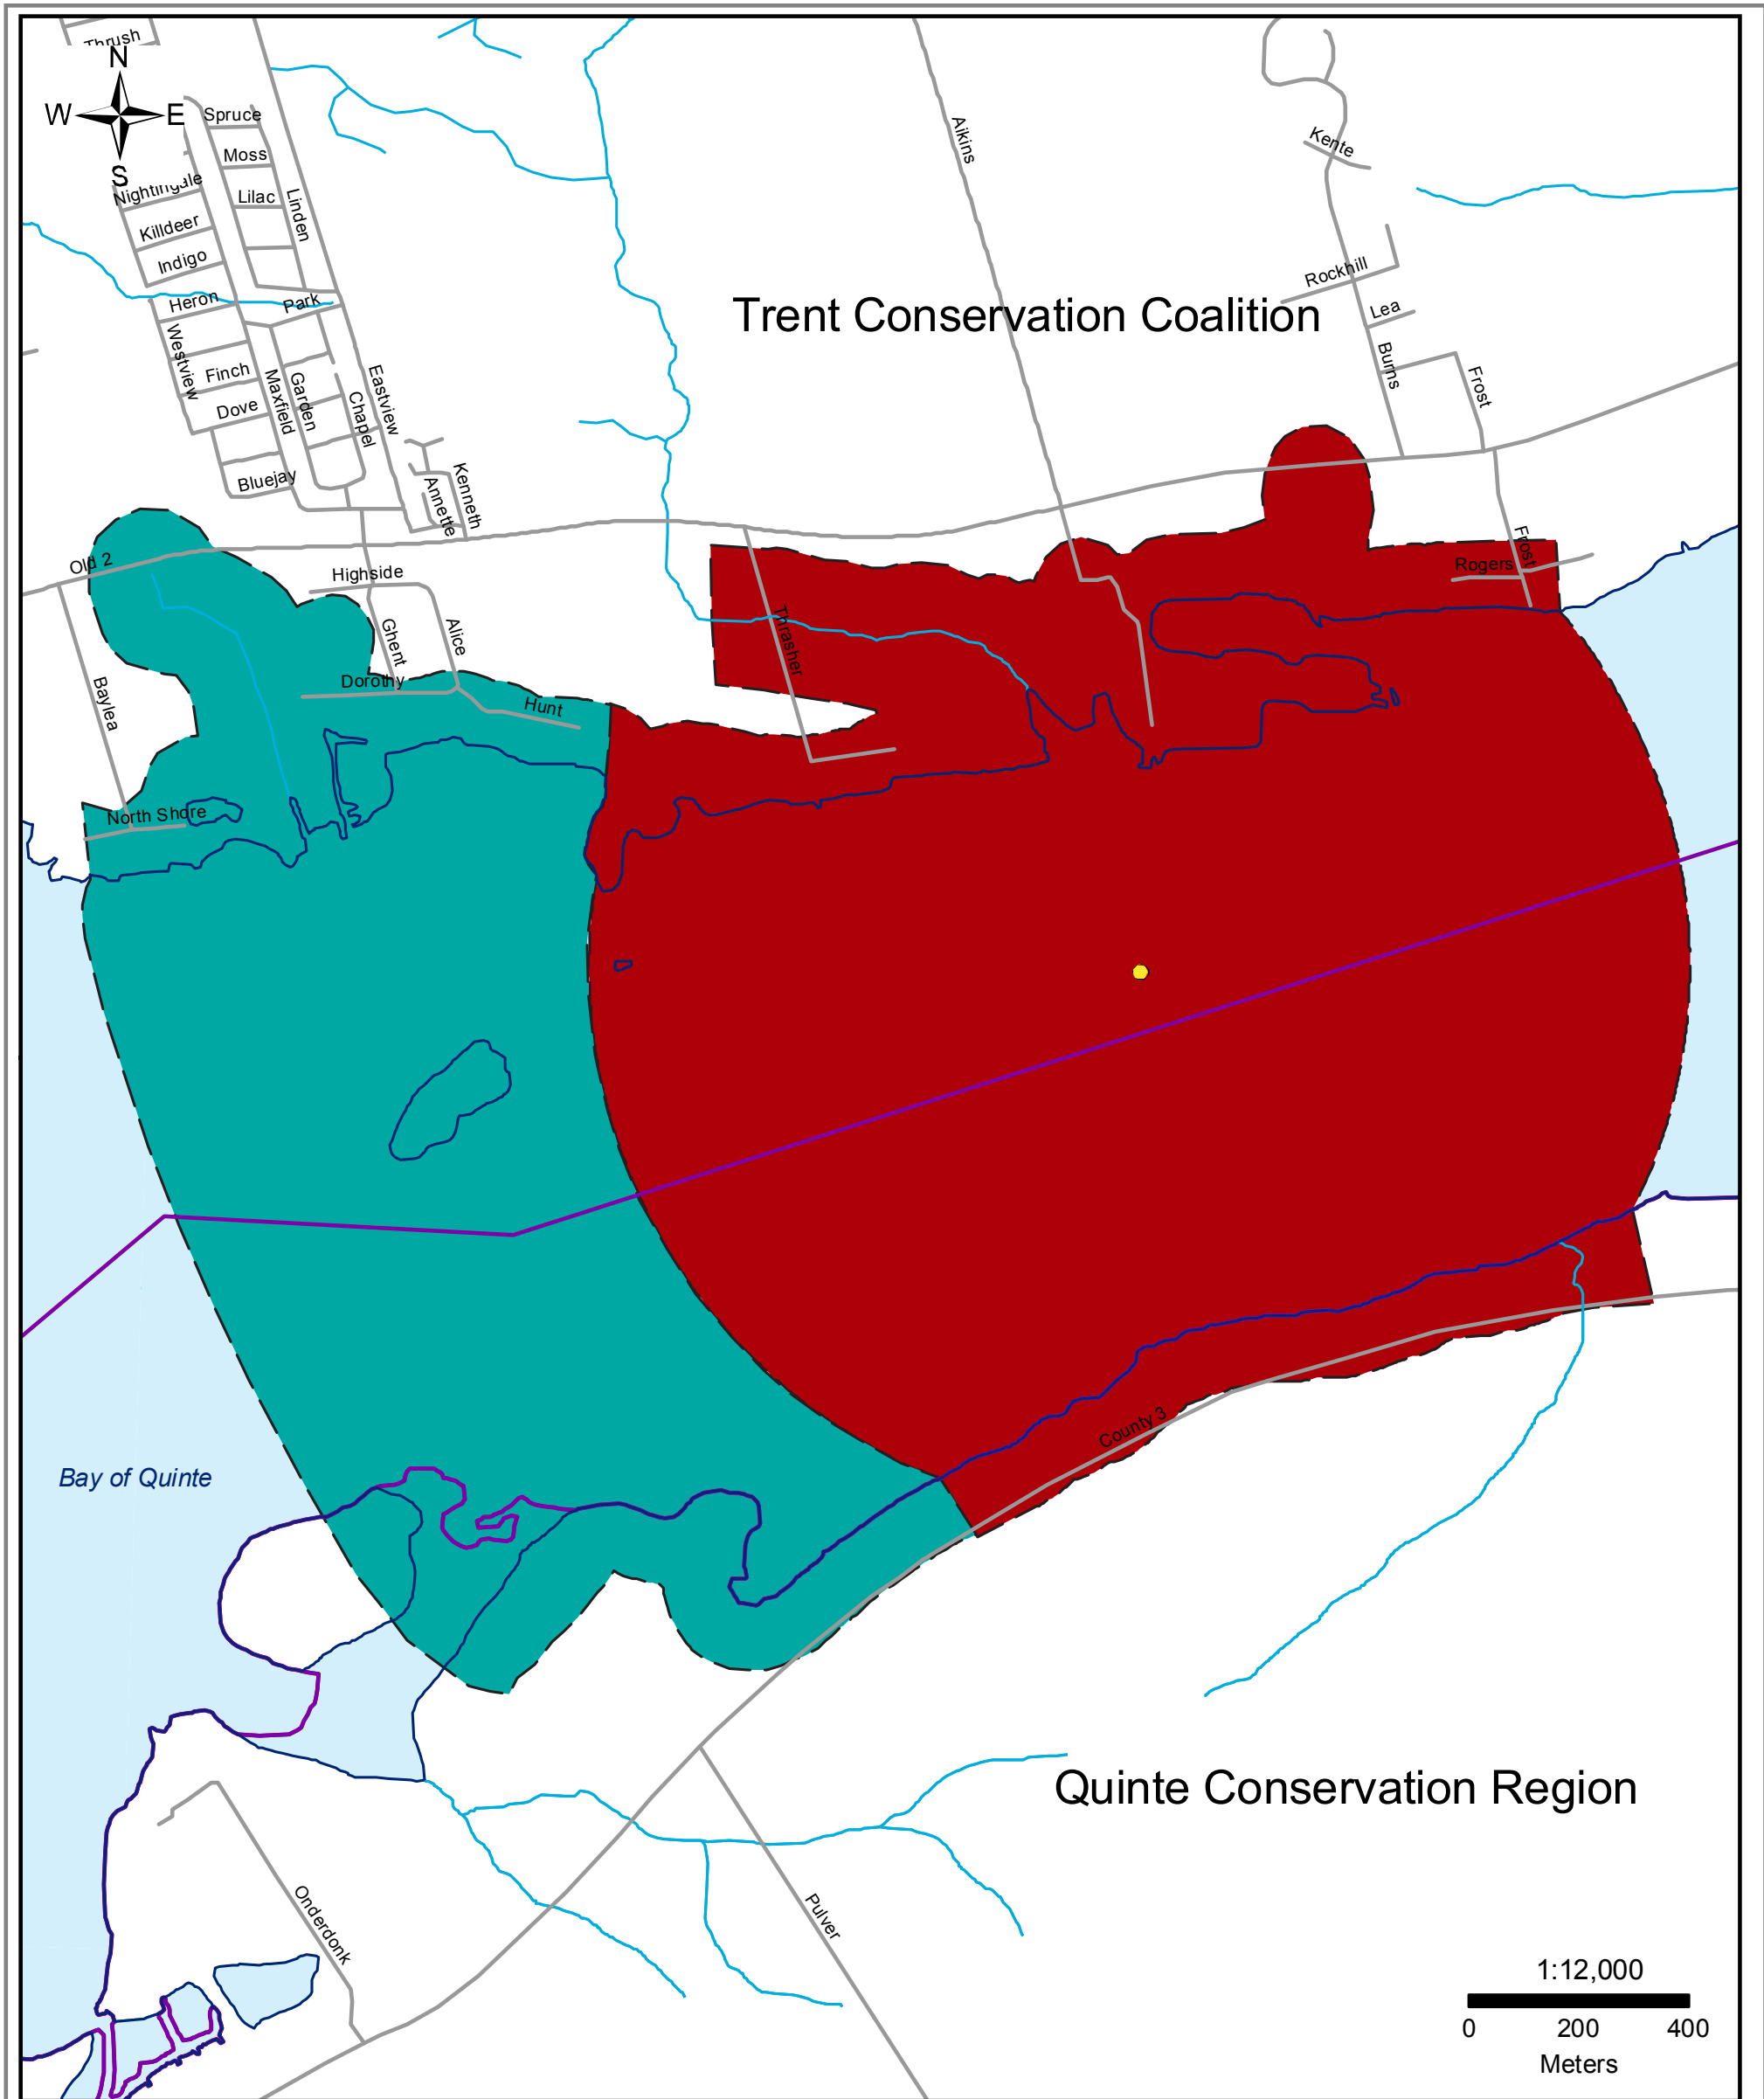 Thrush
N
W
E
S
Spruce
Moss
Lilac
Linden
Nightingale
Killdeer
Indigo
Heron
Park
Westview
Finch
Dove
Maxfield
Garden
Chapel
Eastview
Bluejay
Annette
Kenneth
Aikins
Kente
Rockhill
Lea
Burns
Frost
Trent Conservation Coalition
Old 2
Highside
Ghent
Alice
Baylea
Dorothy
Hunt
North Shore
Thrasher
Rogers
Frost
County 3
Bay of Quinte
Quinte Conservation Region
Onderdonk
Pulver
1:12,000
0 200 400
Meters